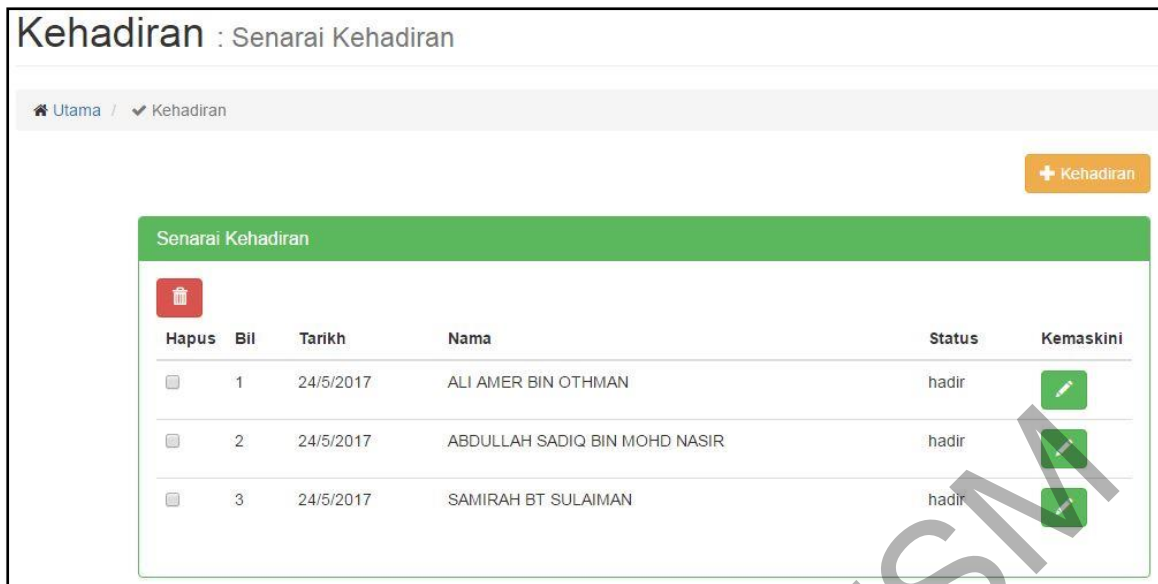 Kehadiran : Senarai Kehadiran
Utama / Kehadiran
Kehadiran
Senarai Kehadiran
Hapus Bil Tarikh Nama Status Kemaskini
1 24/5/2017 ALI AMER BIN OTHMAN hadir
2 24/5/2017 ABDULLAH SADIQ BIN MOHD NASIR hadir
3 24/5/2017 SAMIRAH BT SULAIMAN hadir